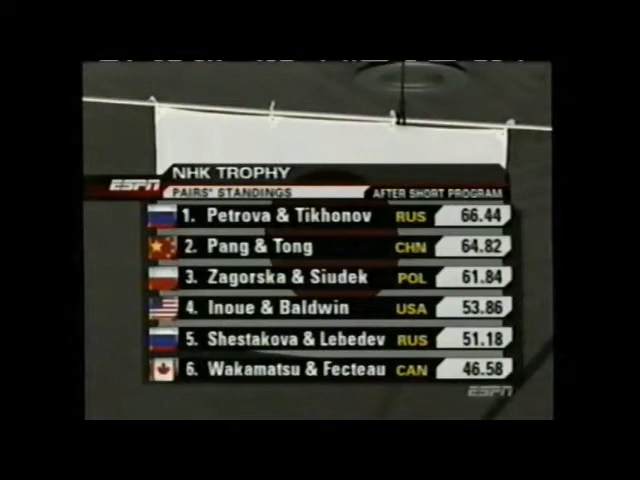 NHK TROPHY
ESPN
PAIRS' STANDINGS AFTER SHORT PROGRAM
1. Petrova & Tikhonov RUS 66.44
2. Pang & Tong CHN 64.82
3. Zagorska & Siudek POL 61.84
4. Inoue & Baldwin USA 53.86
5. Shestakova & Lebedev RUS 51.18
6. Wakamatsu & Fecteau CAN 46.58
ESPN